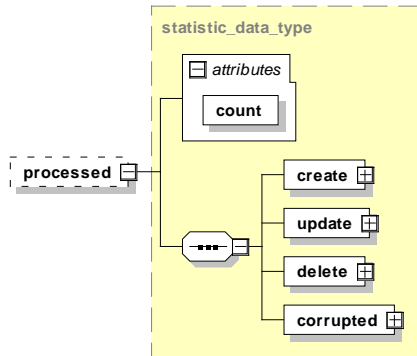 statistic_data_type
attributes
count
processed
create
update
delete
corrupted